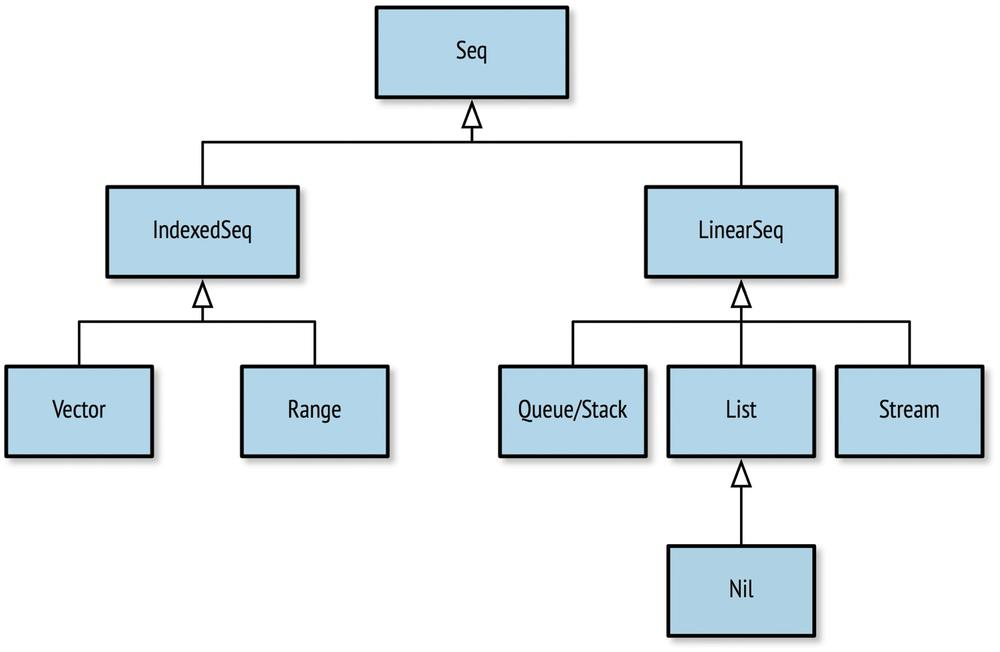 Seq
IndexedSeq
LinearSeq
Vector
Range
Queue/Stack
List
Stream
Nil